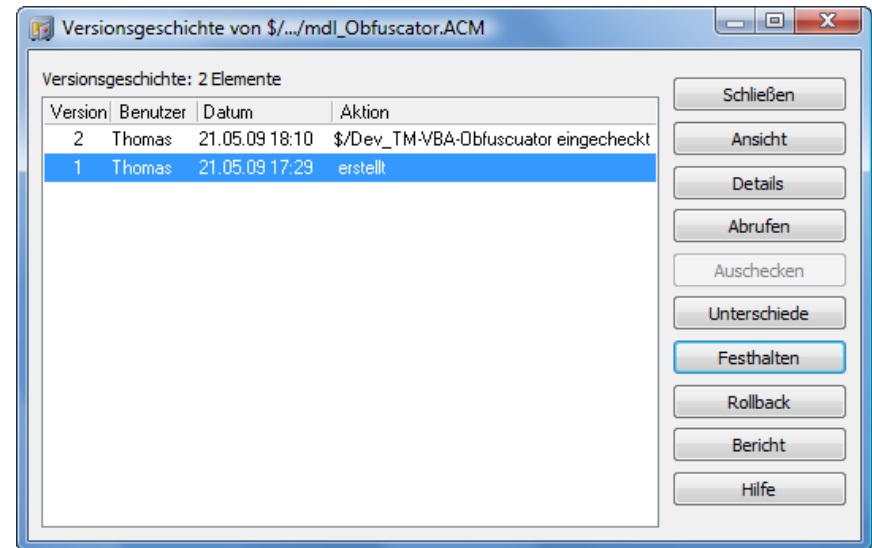 Versionsgeschichte von $/.../mdl_Obfuscator.ACM
Versionsgeschichte: 2 Elemente
Version Benutzer Datum Aktion
2 Thomas 21.05.09 18:10 $/Dev_TM-VBA-Obfuscuator eingecheckt
1 Thomas 21.05.09 17:29 erstellt
Schließen
Ansicht
Details
Abrufen
Auschecken
Unterschiede
Festhalten
Rollback
Bericht
Hilfe